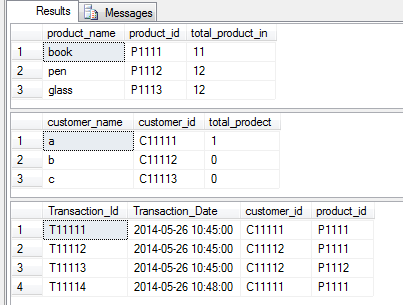 Results Messages
product_name product_id total_product_in
1 book P1111 11
2 pen P1112 12
3 glass P1113 12
customer_name customer_id total_prodect
1 a C11111 1
2 b C11112 0
3 c C11113 0
Transaction_Id Transaction_Date customer_id product_id
1 T11111 2014-05-26 10:45:00 C11111 P1111
2 T11112 2014-05-26 10:45:00 C11112 P1111
3 T11113 2014-05-26 10:45:00 C11111 P1112
4 T11114 2014-05-26 10:48:00 C11111 P1111